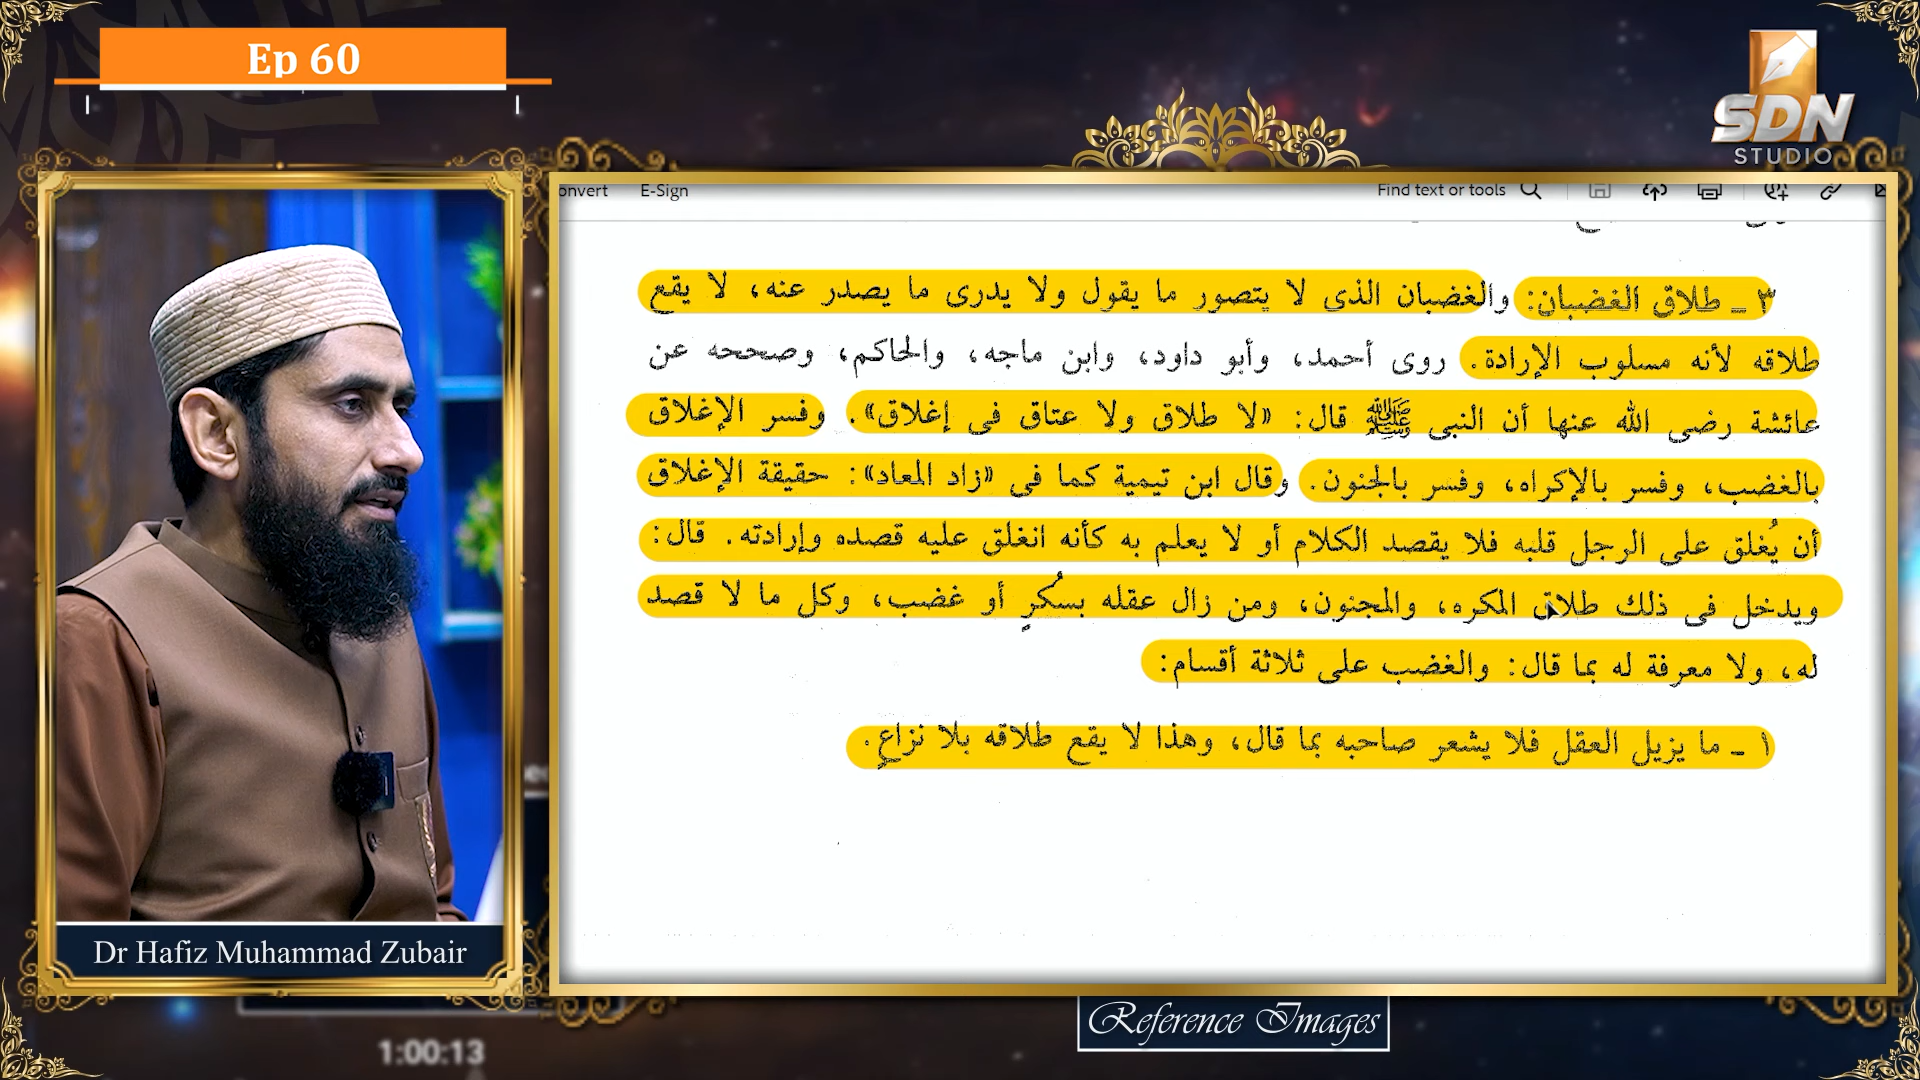 Ep 60
SDN
STUDIO
onvert E-Sign Find text or tools
٣ ـ طلاق الغضبان: والغضبان الذى لا يتصور ما يقول ولا يدرى ما يصدر عنه، لا يقع
طلاقه لأنه مسلوب الإرادة. روى أحمد، وأبو داود، وابن ماجه، والحاكم، وصححه عن
عائشة رضى الله عنها أن النبى ﷺ قال: «لا طلاق ولا عتاق فى إغلاق». وفسر الإغلاق
بالغضب، وفسر بالإكراه، وفسر بالجنون. وقال ابن تيمية كما فى «زاد المعاد»: حقيقة الإغلاق
أن يُغلق على الرجل قلبه فلا يقصد الكلام أو لا يعلم به كأنه انغلق عليه قصده وإرادته. قال:
ويدخل فى ذلك طلاق المكره، والمجنون، ومن زال عقله بسُكرٍ أو غضب، وكل ما لا قصد
له، ولا معرفة له بما قال: والغضب على ثلاثة أقسام:
١ ـ ما يزيل العقل فلا يشعر صاحبه بما قال، وهذا لا يقع طلاقه بلا نزاعٍ.
Dr Hafiz Muhammad Zubair
Reference Images
1:00:13